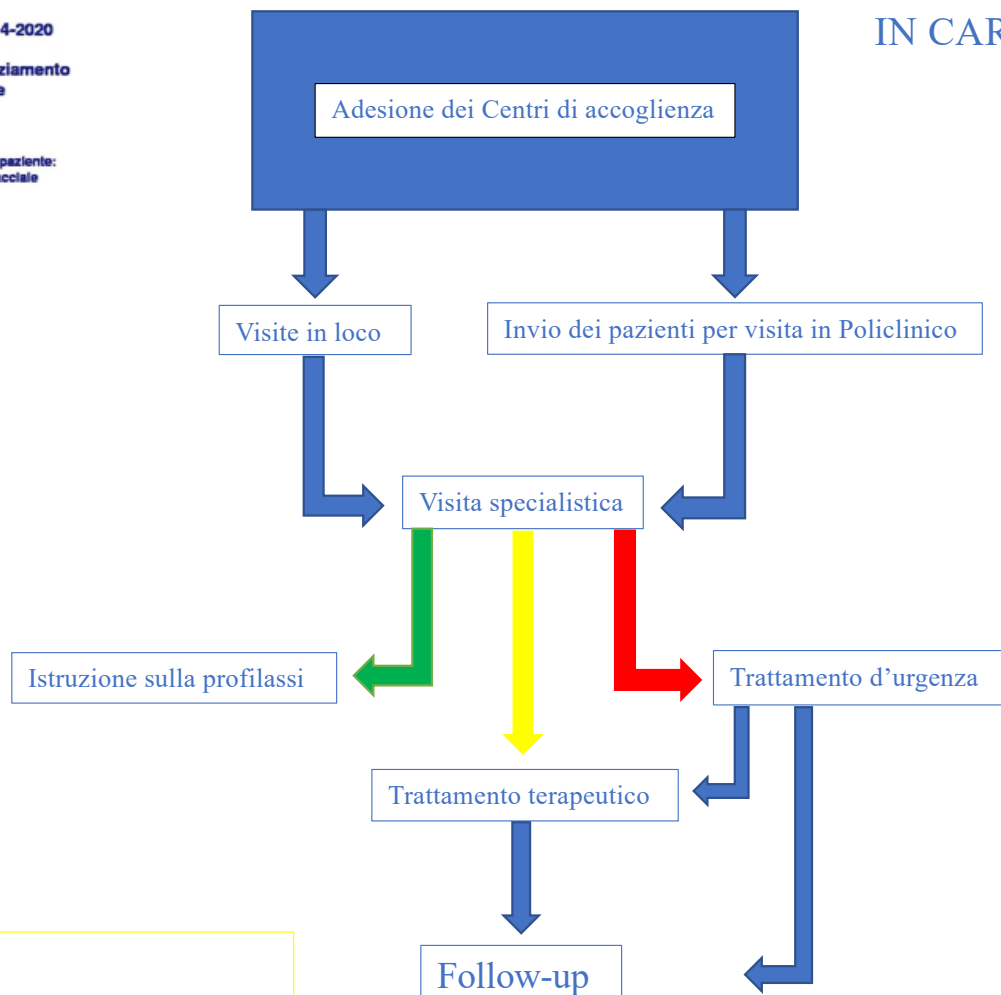 4-2020
IN CAR
ziamento
e
paziente:
cciale
Adesione dei Centri di accoglienza
Visite in loco
Invio dei pazienti per visita in Policlinico
Visita specialistica
Istruzione sulla profilassi
Trattamento d’urgenza
Trattamento terapeutico
Follow-up